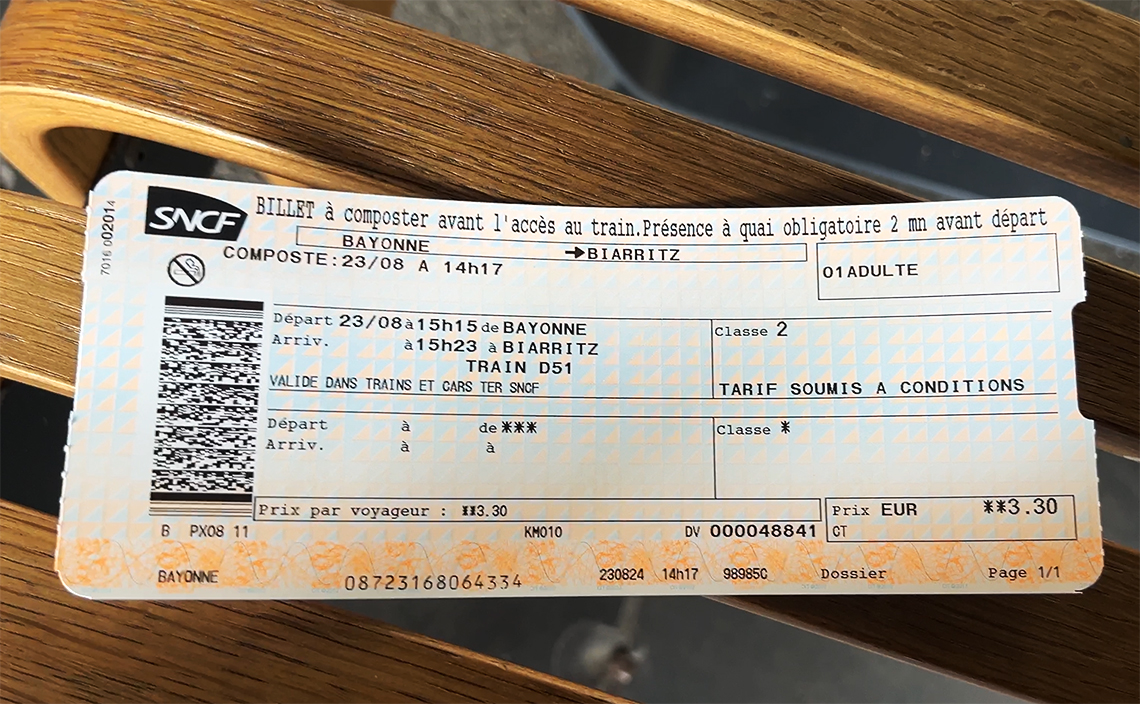 7016 002014
SNCF
BILLET à composter avant l'accès au train.Présence à quai obligatoire 2 mn avant départ
BAYONNE →BIARRITZ
COMPOSTE:23/08 A 14h17
01ADULTE
Départ 23/08à15h15 de BAYONNE
Arriv. à15h23 à BIARRITZ
TRAIN D51
VALIDE DANS TRAINS ET CARS TER SNCF
Classe 2
TARIF SOUMIS A CONDITIONS
Départ à de ***
Arriv. à à
Classe *
Prix par voyageur : **3.30
Prix EUR **3.30
B PX08 11 KM010 DV 000048841 CT
BAYONNE 08723168064334 230824 14h17 98985C Dossier Page 1/1